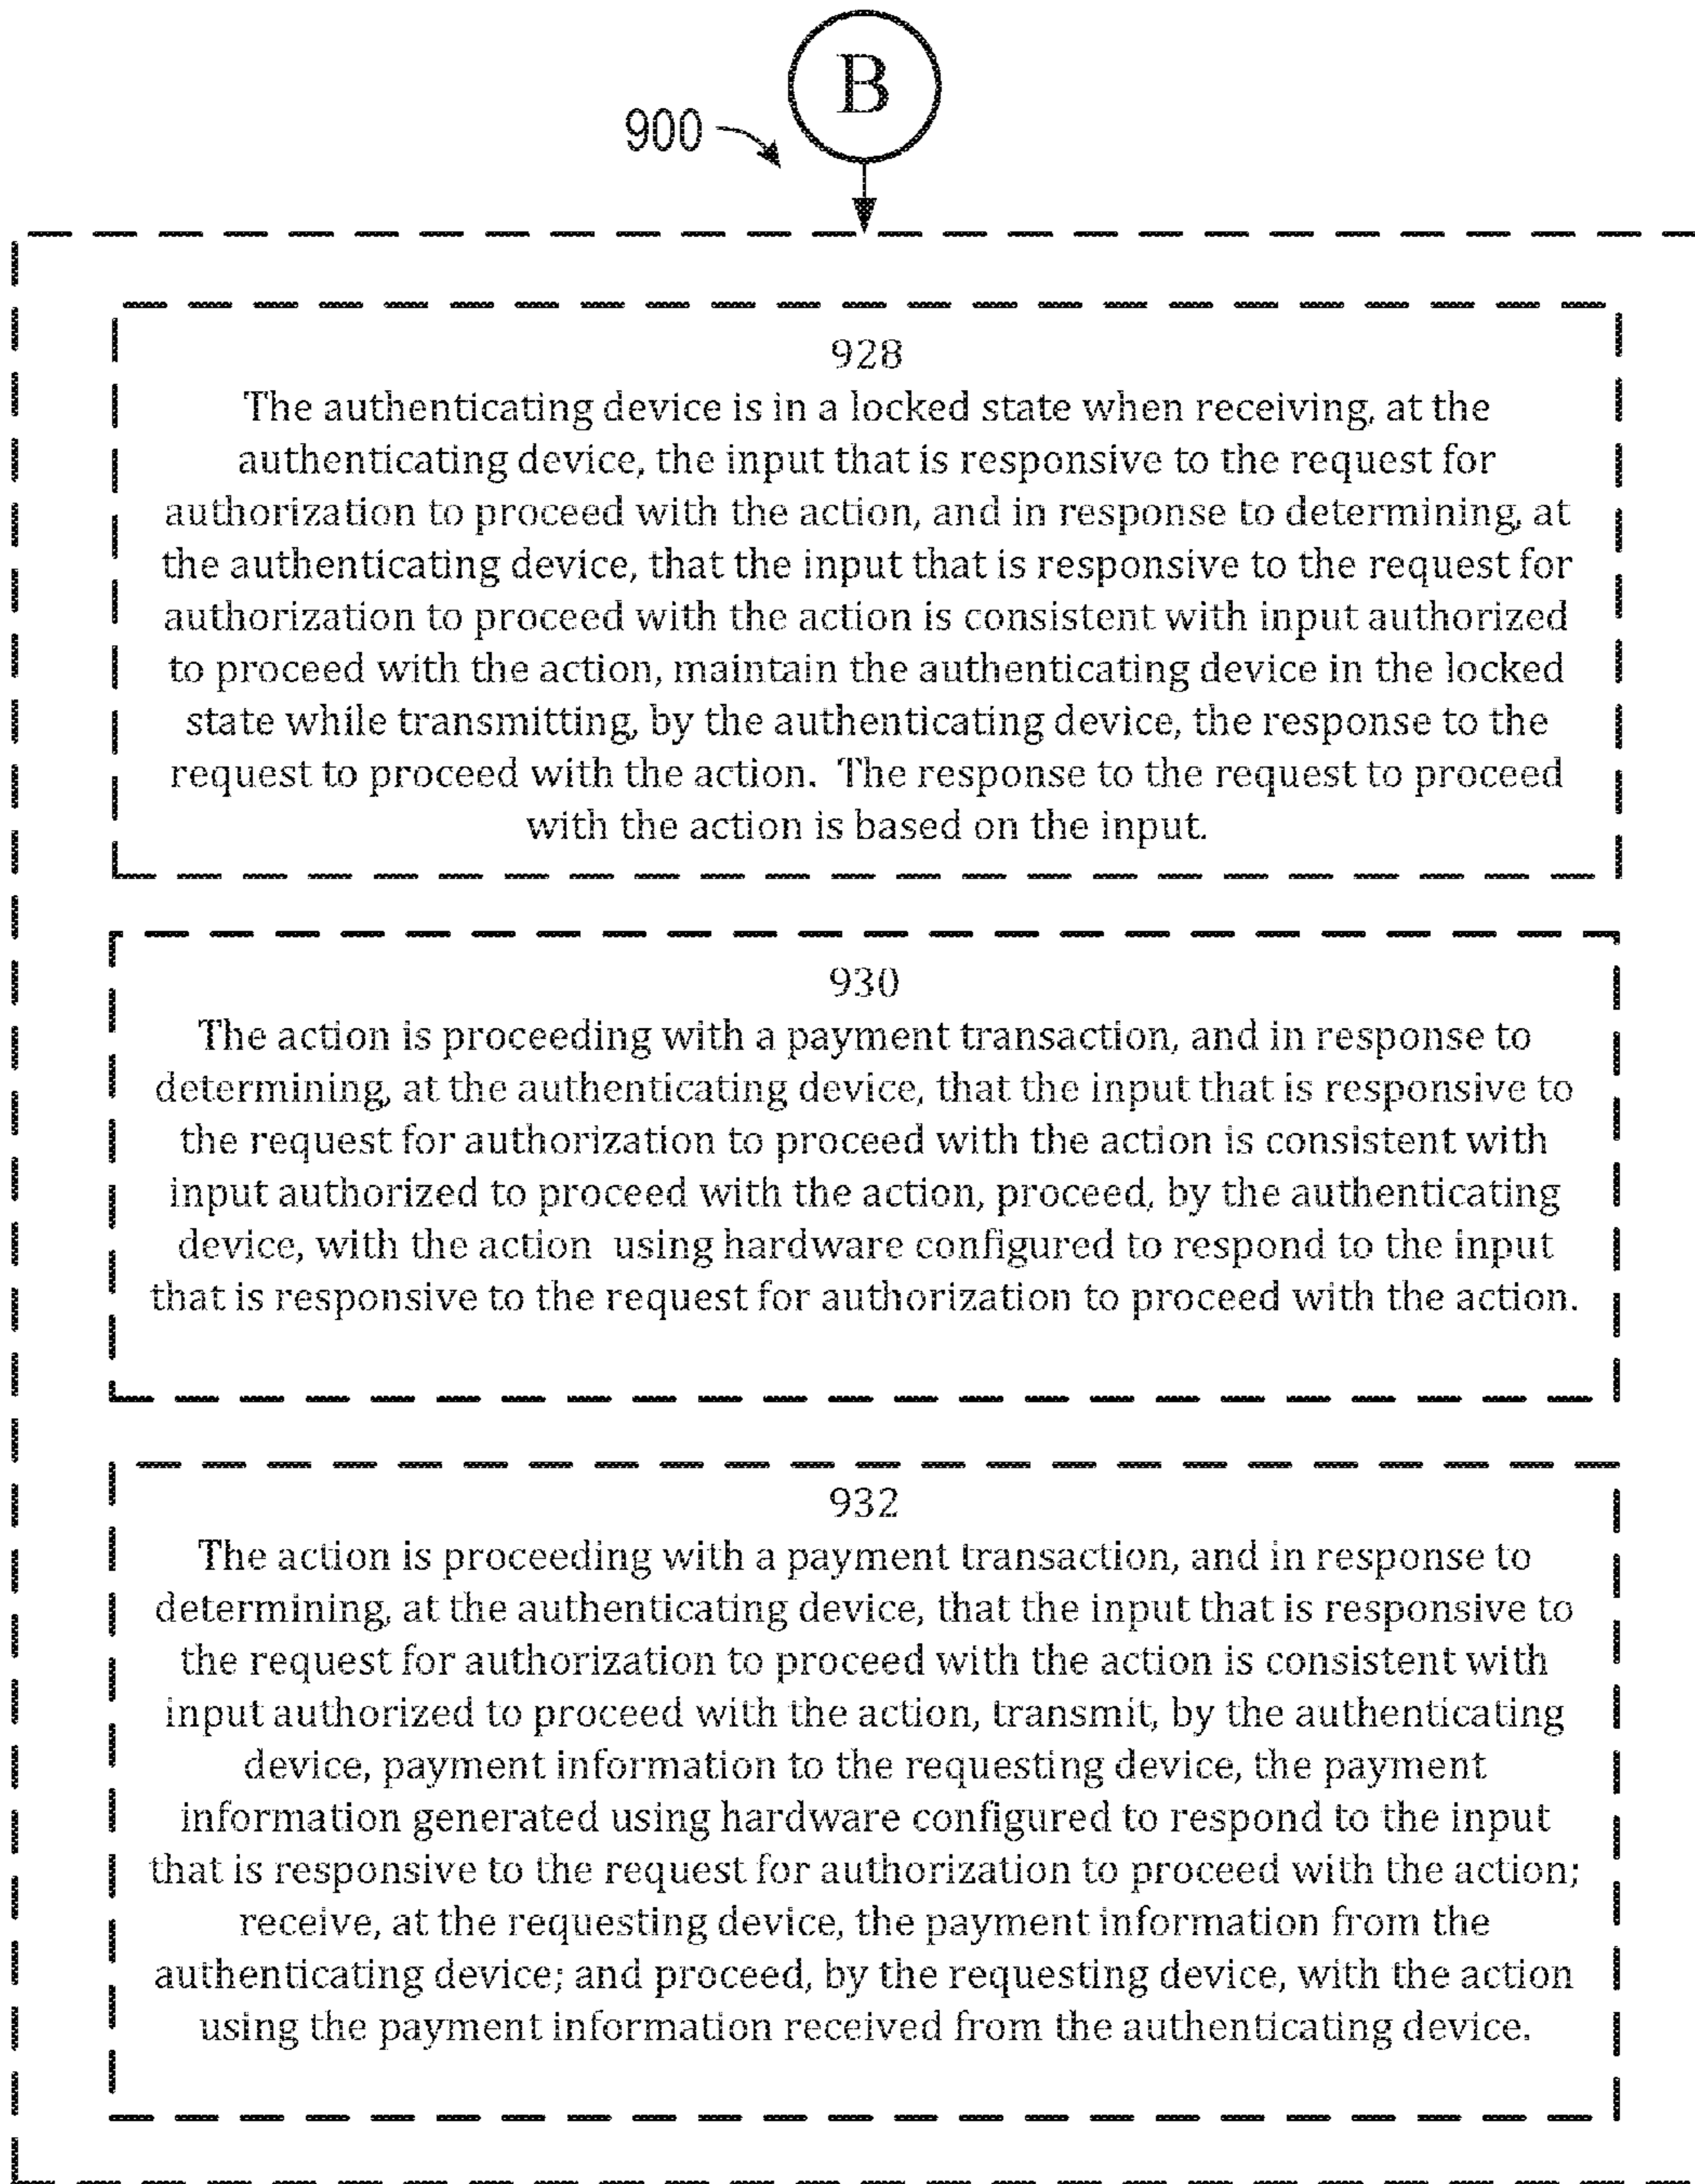 B
900
928
The authenticating device is in a locked state when receiving, at the
authenticating device, the input that is responsive to the request for
authorization to proceed with the action, and in response to determining, at
the authenticating device, that the input that is responsive to the request for
authorization to proceed with the action is consistent with input authorized
to proceed with the action, maintain the authenticating device in the locked
state while transmitting, by the authenticating device, the response to the
request to proceed with the action.  The response to the request to proceed
with the action is based on the input.
930
The action is proceeding with a payment transaction, and in response to
determining, at the authenticating device, that the input that is responsive to
the request for authorization to proceed with the action is consistent with
input authorized to proceed with the action, proceed, by the authenticating
device, with the action  using hardware configured to respond to the input
that is responsive to the request for authorization to proceed with the action.
932
The action is proceeding with a payment transaction, and in response to
determining, at the authenticating device, that the input that is responsive to
the request for authorization to proceed with the action is consistent with
input authorized to proceed with the action, transmit, by the authenticating
device, payment information to the requesting device, the payment
information generated using hardware configured to respond to the input
that is responsive to the request for authorization to proceed with the action;
receive, at the requesting device, the payment information from the
authenticating device; and proceed, by the requesting device, with the action
using the payment information received from the authenticating device.